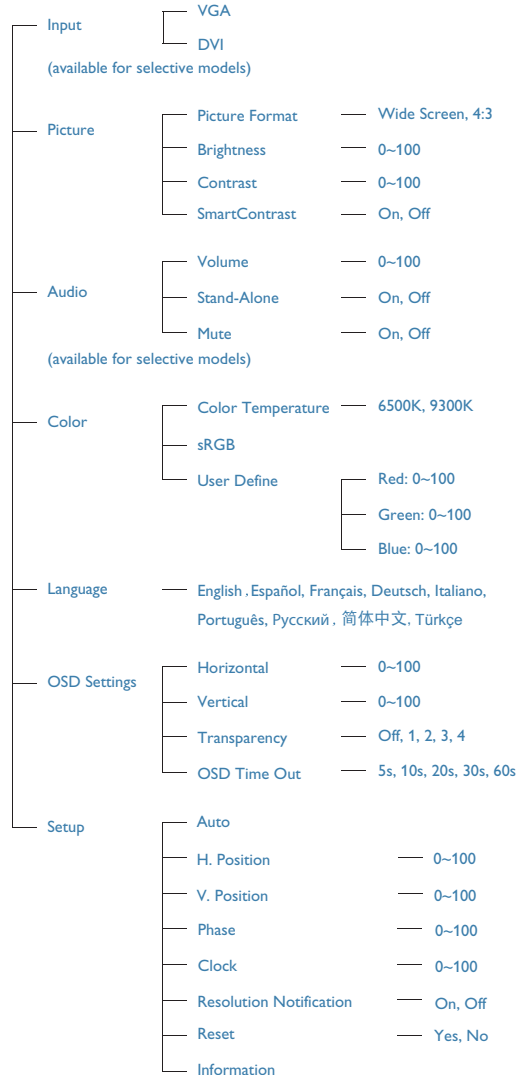 Input
VGA
DVI
(available for selective models)
Picture
Picture Format Wide Screen, 4:3
Brightness 0~100
Contrast 0~100
SmartContrast On, Off
Audio
Volume 0~100
Stand-Alone On, Off
Mute On, Off
(available for selective models)
Color
Color Temperature 6500K, 9300K
sRGB
User Define Red: 0~100
Green: 0~100
Blue: 0~100
Language English , Español, Français, Deutsch, Italiano,
Português, Русский , 简体中文, Türkçe
OSD Settings
Horizontal 0~100
Vertical 0~100
Transparency Off, 1, 2, 3, 4
OSD Time Out 5s, 10s, 20s, 30s, 60s
Setup
Auto
H. Position 0~100
V. Position 0~100
Phase 0~100
Clock 0~100
Resolution Notification On, Off
Reset Yes, No
Information